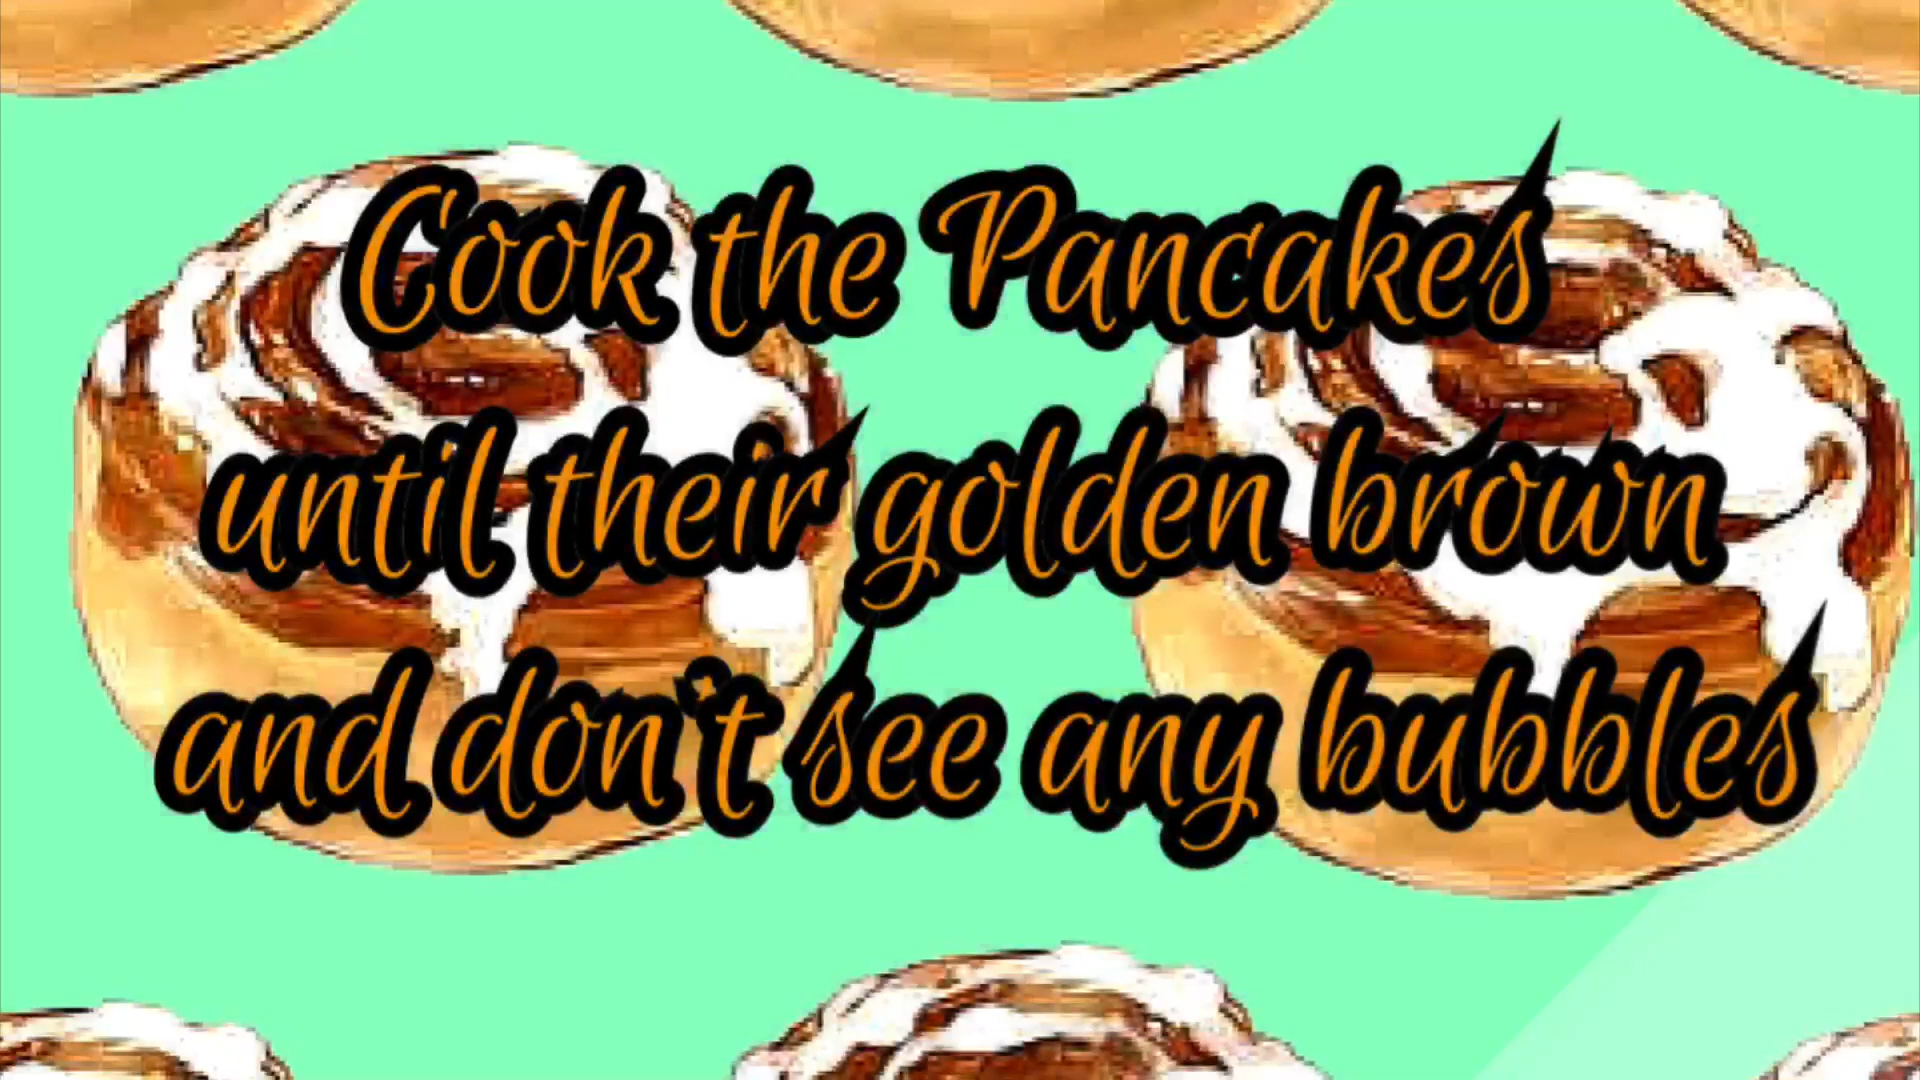 Cook the Pancakes
until their golden brown
and don't see any bubbles